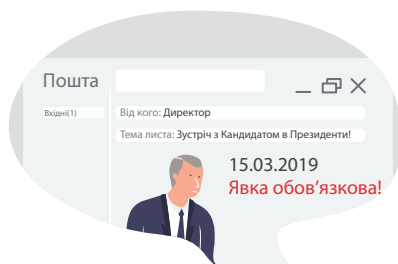 Пошта
Вхідні(1)
Від кого: Директор
Тема листа: Зустріч з Кандидатом в Президенти!
15.03.2019
Явка обов’язкова!